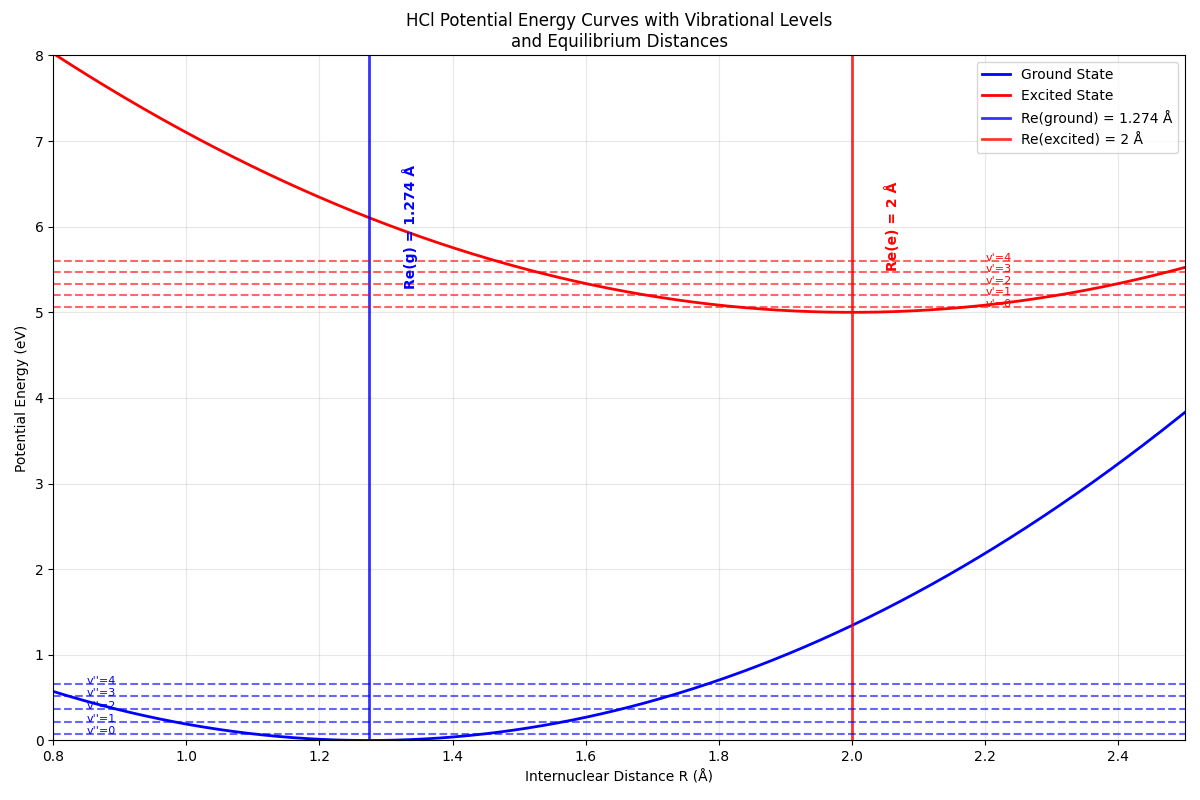 HCl Potential Energy Curves with Vibrational Levels
and Equilibrium Distances
Ground State
Excited State
Re(ground) = 1.274 Å
Re(excited) = 2 Å
Re(g) = 1.274 Å
Re(e) = 2 Å
v'=4
v'=3
v'=2
v'=1
v'=0
v''=4
v''=3
v''=2
v''=1
v''=0
8
7
6
5
4
3
2
1
0
Potential Energy (eV)
0.8
1.0
1.2
1.4
1.6
1.8
2.0
2.2
2.4
Internuclear Distance R (Å)